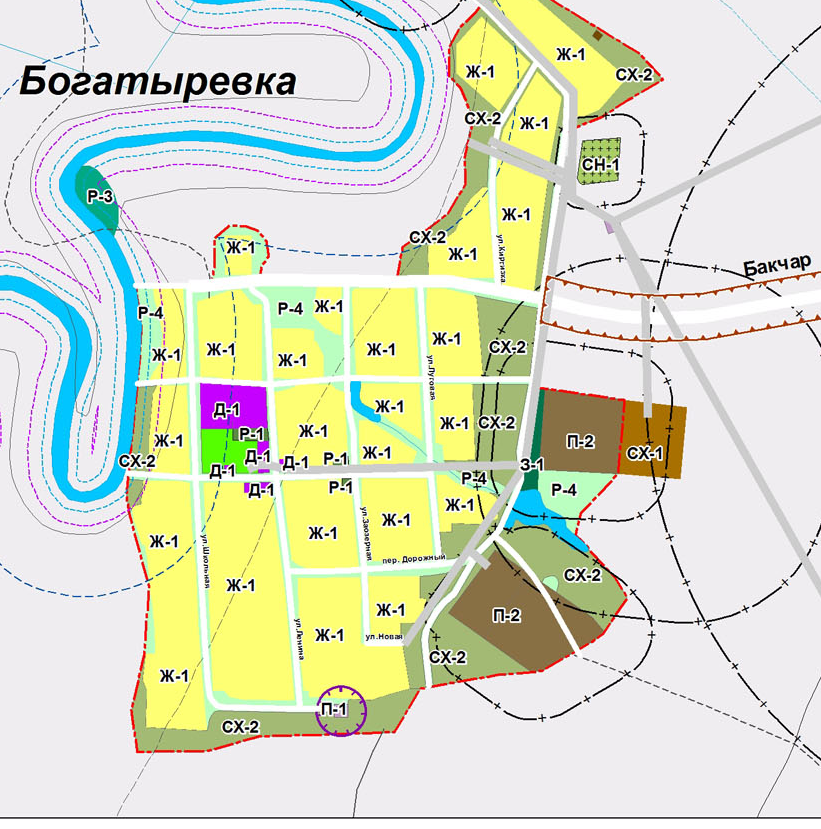 Ж-1
Ж-1
СХ-2
Богатыревка
СХ-2
Ж-1
СН-1
Р-3
Ж-1
СХ-2
Ж-1
Ж-1
ул.Киргизка
Бакчар
Р-4
Р-4
Ж-1
Ж-1
Ж-1
Ж-1
Ж-1
Ж-1
СХ-2
ул.Луговая
Д-1
Ж-1
Р-1
Ж-1
Ж-1
СХ-2
Ж-1
П-2
СХ-1
СХ-2
Д-1
Д-1
Д-1
Р-1
Ж-1
З-1
Д-1
Р-1
Р-4
Р-4
Ж-1
Ж-1
Ж-1
Ж-1
ул.Заозерная
ул.Школьная
пер. Дорожный
Ж-1
СХ-2
Ж-1
П-2
ул.Ленина
Ж-1
ул.Новая
СХ-2
Ж-1
П-1
СХ-2